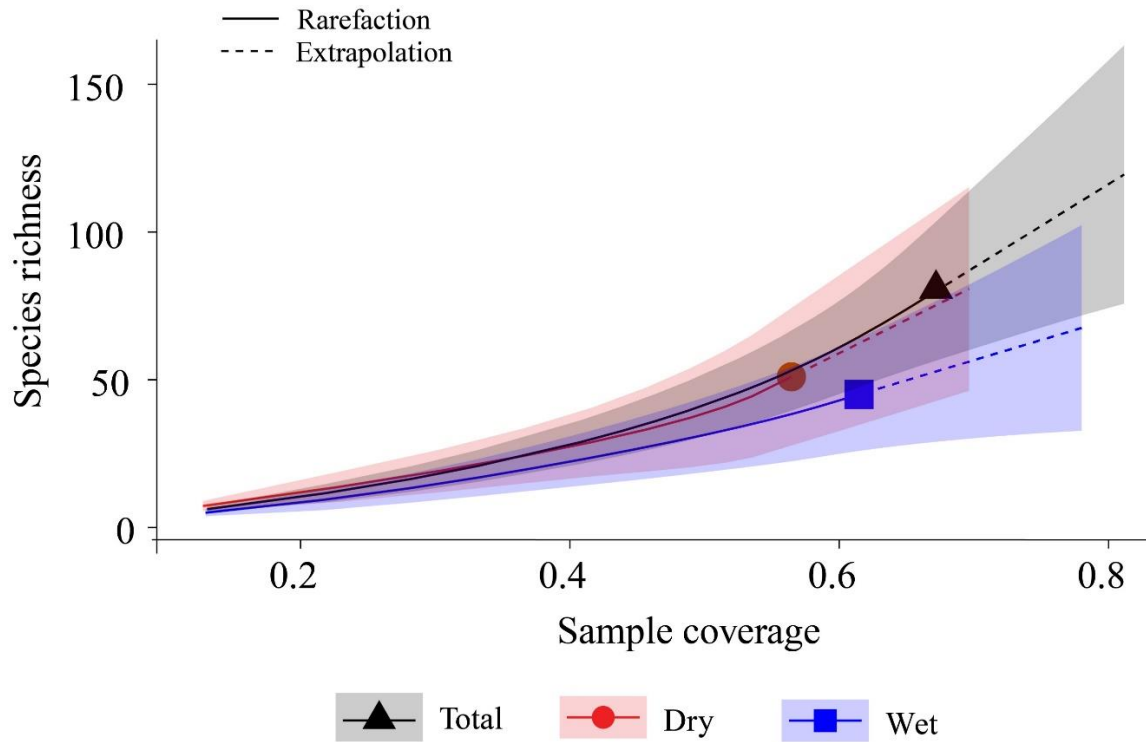 Rarefaction
Extrapolation
150
100
50
0
Species richness
0.2 0.4 0.6 0.8
Sample coverage
Total Dry Wet